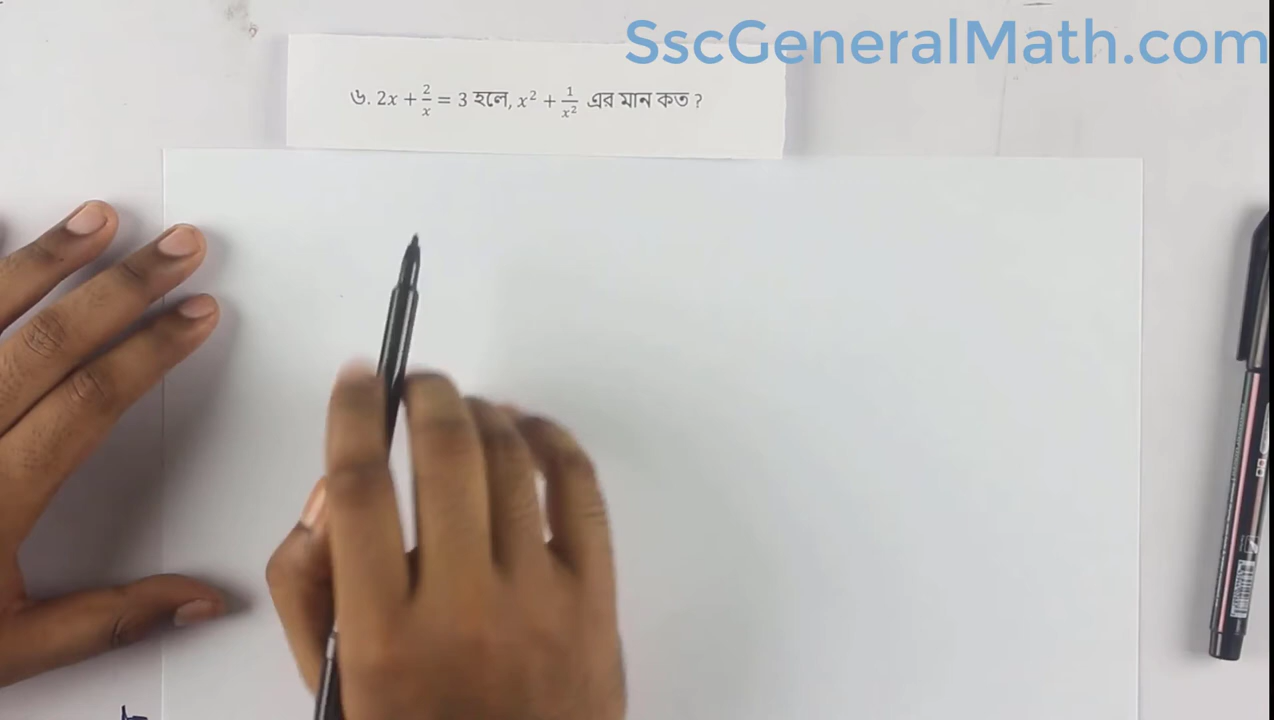 SscGeneralMath.com
৬. 2x + 2/x = 3 হলে, x² + 1/x² এর মান কত ?